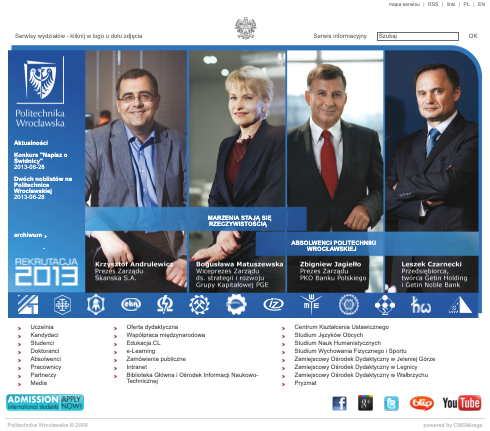 mapa serwisu | RSS | linki | PL | EN
Serwisy wydziałów - kliknij w logo u dołu zdjęcia
Serwis informacyjny
Szukaj
OK
Politechnika
Wrocławska
Aktualności
Konkurs "Napisz o
Świdnicy"
2013-06-28
Dwóch noblistów na
Politechnice
Wrocławskiej
2013-06-28
archiwum >
REKRUTACJA
2013
MARZENIA STAJĄ SIĘ
RZECZYWISTOŚCIĄ
ABSOLWENCI POLITECHNIKI
WROCŁAWSKIEJ
Krzysztof Andrulewicz
Prezes Zarządu
Skanska S.A.
Bogusława Matuszewska
Wiceprezes Zarządu
ds. strategii i rozwoju
Grupy Kapitałowej PGE
Zbigniew Jagiełło
Prezes Zarządu
PKO Banku Polskiego
Leszek Czarnecki
Przedsiębiorca,
twórca Getin Holding
i Getin Noble Bank
Uczelnia
Kandydaci
Studenci
Doktoranci
Absolwenci
Pracownicy
Partnerzy
Media
Oferta dydaktyczna
Współpraca międzynarodowa
Edukacja.CL
e-Learning
Zamówienia publiczne
Intranet
Biblioteka Główna i Ośrodek Informacji Naukowo-
Technicznej
Centrum Kształcenia Ustawicznego
Studium Języków Obcych
Studium Nauk Humanistycznych
Studium Wychowania Fizycznego i Sportu
Zamiejscowy Ośrodek Dydaktyczny w Jeleniej Górze
Zamiejscowy Ośrodek Dydaktyczny w Legnicy
Zamiejscowy Ośrodek Dydaktyczny w Wałbrzychu
Pryzmat
ADMISSION APPLY
international students NOW!
blip
YouTube
Politechnika Wrocławska © 2009
powered by CMSMirage